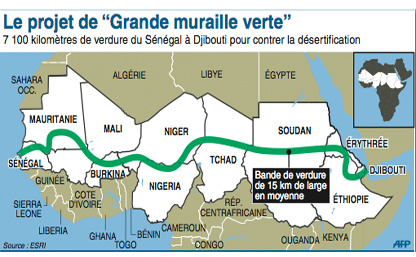 Le projet de “Grande muraille verte”
7 100 kilomètres de verdure du Sénégal à Djibouti pour contrer la désertification
SAHARA
OCC.
ALGÉRIE
LIBYE
ÉGYPTE
MAURITANIE
MALI
NIGER
SOUDAN
ÉRYTHRÉE
TCHAD
SÉNÉGAL
BURKINA
DJIBOUTI
GUINÉE
NIGERIA
Bande de verdure
de 15 km de large
en moyenne
CÔTE
D'IVOIRE
SIERRA
LEONE
BÉNIN
CAMEROUN
RÉP.
CENTRAFRICAINE
ÉTHIOPIE
LIBERIA
GHANA
TOGO
CONGO
OUGANDA
KENYA
Source : ESRI
AFP